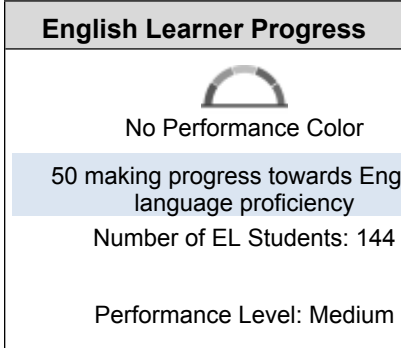 English Learner Progress
No Performance Color
50 making progress towards Eng
language proficiency
Number of EL Students: 144
Performance Level: Medium